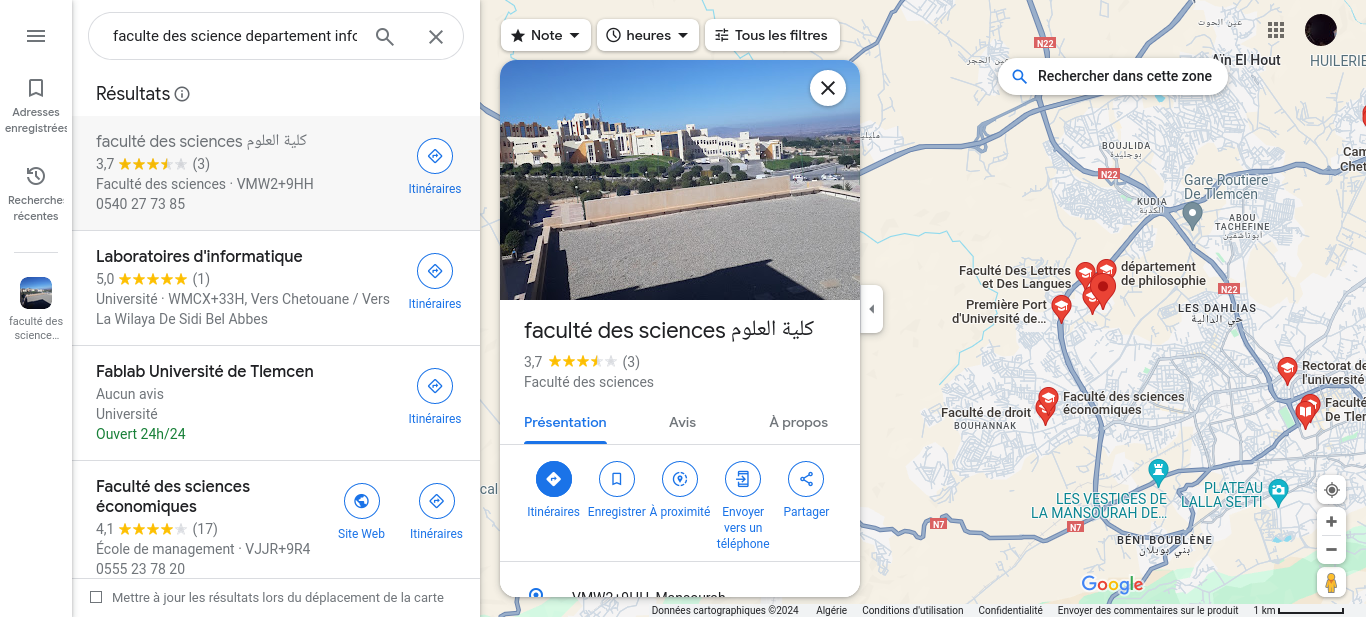 faculte des science departement info
Adresses
enregistrées
Recherches
récentes
faculté des
science...
Résultats
faculté des sciences كلية العلوم
3,7 (3)
Faculté des sciences · VMW2+9HH
0540 27 73 85
Itinéraires
Laboratoires d'informatique
5,0 (1)
Université · WMCX+33H, Vers Chetouane / Vers
La Wilaya De Sidi Bel Abbes
Itinéraires
Fablab Université de Tlemcen
Aucun avis
Université
Ouvert 24h/24
Itinéraires
Faculté des sciences
économiques
4,1 (17)
École de management · VJJR+9R4
0555 23 78 20
Site Web
Itinéraires
Mettre à jour les résultats lors du déplacement de la carte
Note
heures
Tous les filtres
faculté des sciences كلية العلوم
3,7 (3)
Faculté des sciences
Présentation
Avis
À propos
Itinéraires
Enregistrer
À proximité
Envoyer
vers un
téléphone
Partager
VMW2+9HH, Mansourah
Rechercher dans cette zone
N22
عين الحوت
Aïn El Hout
HUILERIE
الحجر
BOUJLIDA
بوجليدة
N22
Gare Routiere
De Tlemcen
KUDIA
الكدية
ABOU
TACHEFINE
ابوتاشفين
Cam
Chet
Faculté Des Lettres
et Des Langues
département
de philosophie
Première Port
d'Université de...
N22
LES DAHLIAS
حي الدالية
Rectorat de
l'université
Faculté des sciences
économiques
Faculté de droit
BOUHANNAK
Faculté
De Tlem
LES VESTIGES DE
LA MANSOURAH DE...
PLATEAU
LALLA SETTI
N7
N7
BENI BOUBLÈNE
بني بوبلان
cal
Google
Données cartographiques ©2024
Algérie
Conditions d'utilisation
Confidentialité
Envoyer des commentaires sur le produit
1 km